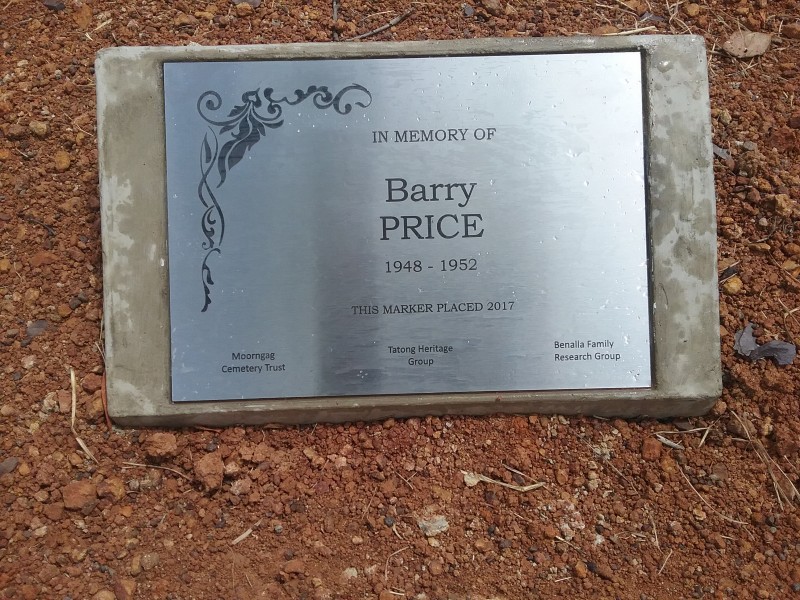 IN MEMORY OF
Barry
PRICE
1948 - 1952
THIS MARKER PLACED 2017
Moorngag
Cemetery Trust
Tatong Heritage
Group
Benalla Family
Research Group